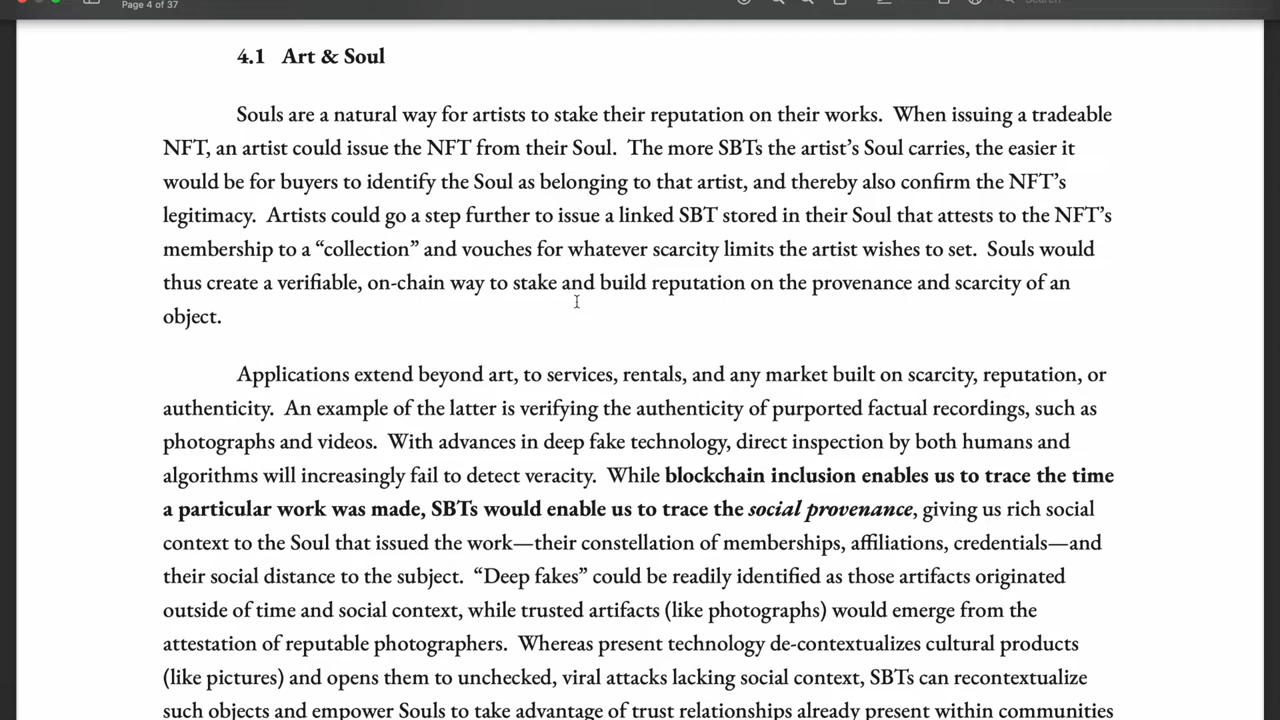 Page 4 of 37
Search
4.1 Art & Soul
Souls are a natural way for artists to stake their reputation on their works. When issuing a tradeable
NFT, an artist could issue the NFT from their Soul. The more SBTs the artist’s Soul carries, the easier it
would be for buyers to identify the Soul as belonging to that artist, and thereby also confirm the NFT’s
legitimacy. Artists could go a step further to issue a linked SBT stored in their Soul that attests to the NFT’s
membership to a “collection” and vouches for whatever scarcity limits the artist wishes to set. Souls would
thus create a verifiable, on-chain way to stake and build reputation on the provenance and scarcity of an
object.
Applications extend beyond art, to services, rentals, and any market built on scarcity, reputation, or
authenticity. An example of the latter is verifying the authenticity of purported factual recordings, such as
photographs and videos. With advances in deep fake technology, direct inspection by both humans and
algorithms will increasingly fail to detect veracity. While blockchain inclusion enables us to trace the time
a particular work was made, SBTs would enable us to trace the social provenance, giving us rich social
context to the Soul that issued the work—their constellation of memberships, affiliations, credentials—and
their social distance to the subject. “Deep fakes” could be readily identified as those artifacts originated
outside of time and social context, while trusted artifacts (like photographs) would emerge from the
attestation of reputable photographers. Whereas present technology de-contextualizes cultural products
(like pictures) and opens them to unchecked, viral attacks lacking social context, SBTs can recontextualize
such objects and empower Souls to take advantage of trust relationships already present within communities